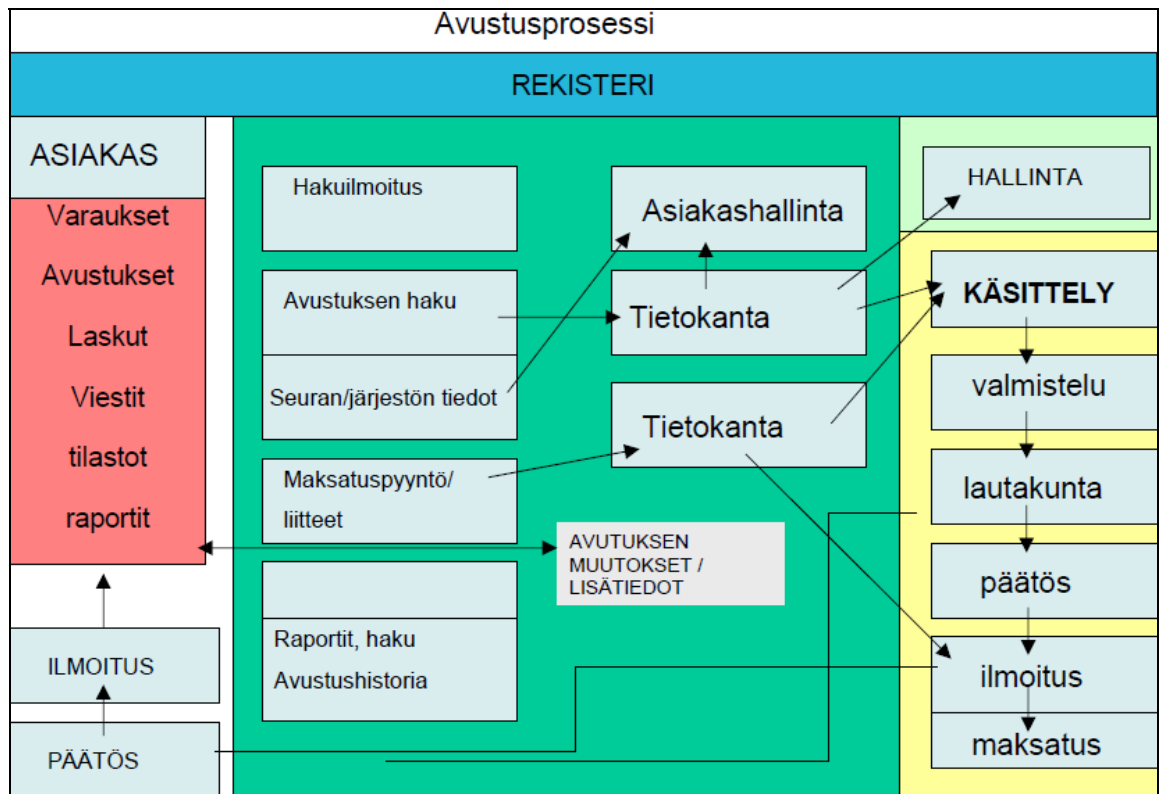 Avustusprosessi
REKISTERI
ASIAKAS
Varaukset
Avustukset
Laskut
Viestit
tilastot
raportit
ILMOITUS
PÄÄTÖS
Hakuilmoitus
Avustuksen haku
Seuran/järjestön tiedot
Maksatuspyyntö/
liitteet
Raportit, haku
Avustushistoria
Asiakashallinta
Tietokanta
Tietokanta
AVUTUKSEN
MUUTOKSET /
LISÄTIEDOT
HALLINTA
KÄSITTELY
valmistelu
lautakunta
päätös
ilmoitus
maksatus